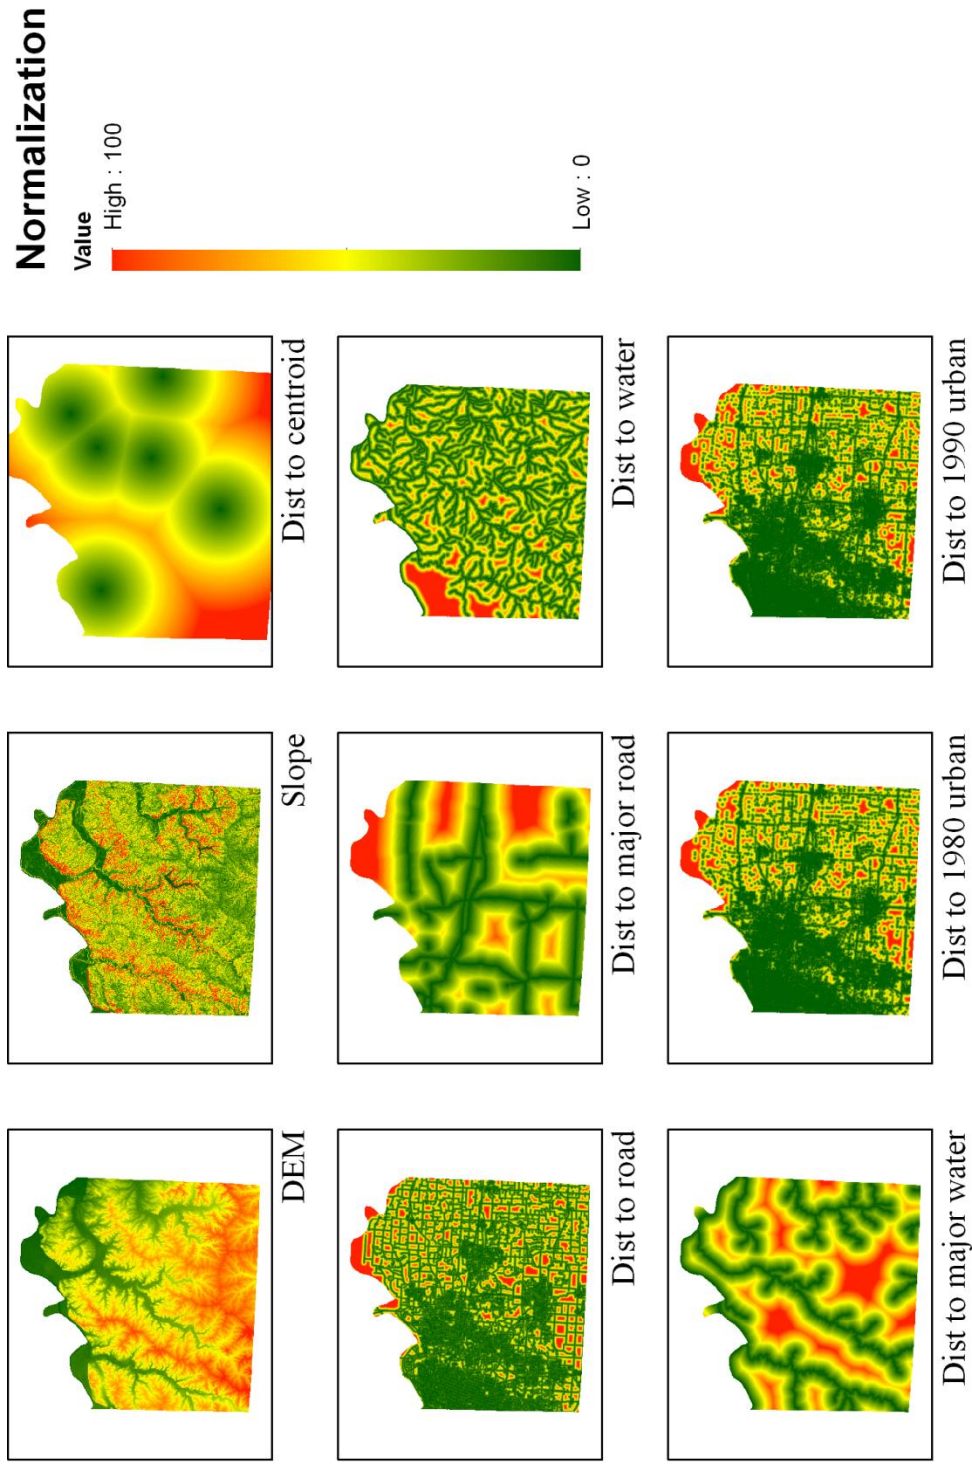 DEM
Slope
Dist to centroid
Dist to road
Dist to major road
Dist to water
Dist to major water
Dist to 1980 urban
Dist to 1990 urban
Normalization
Value
High : 100
Low : 0